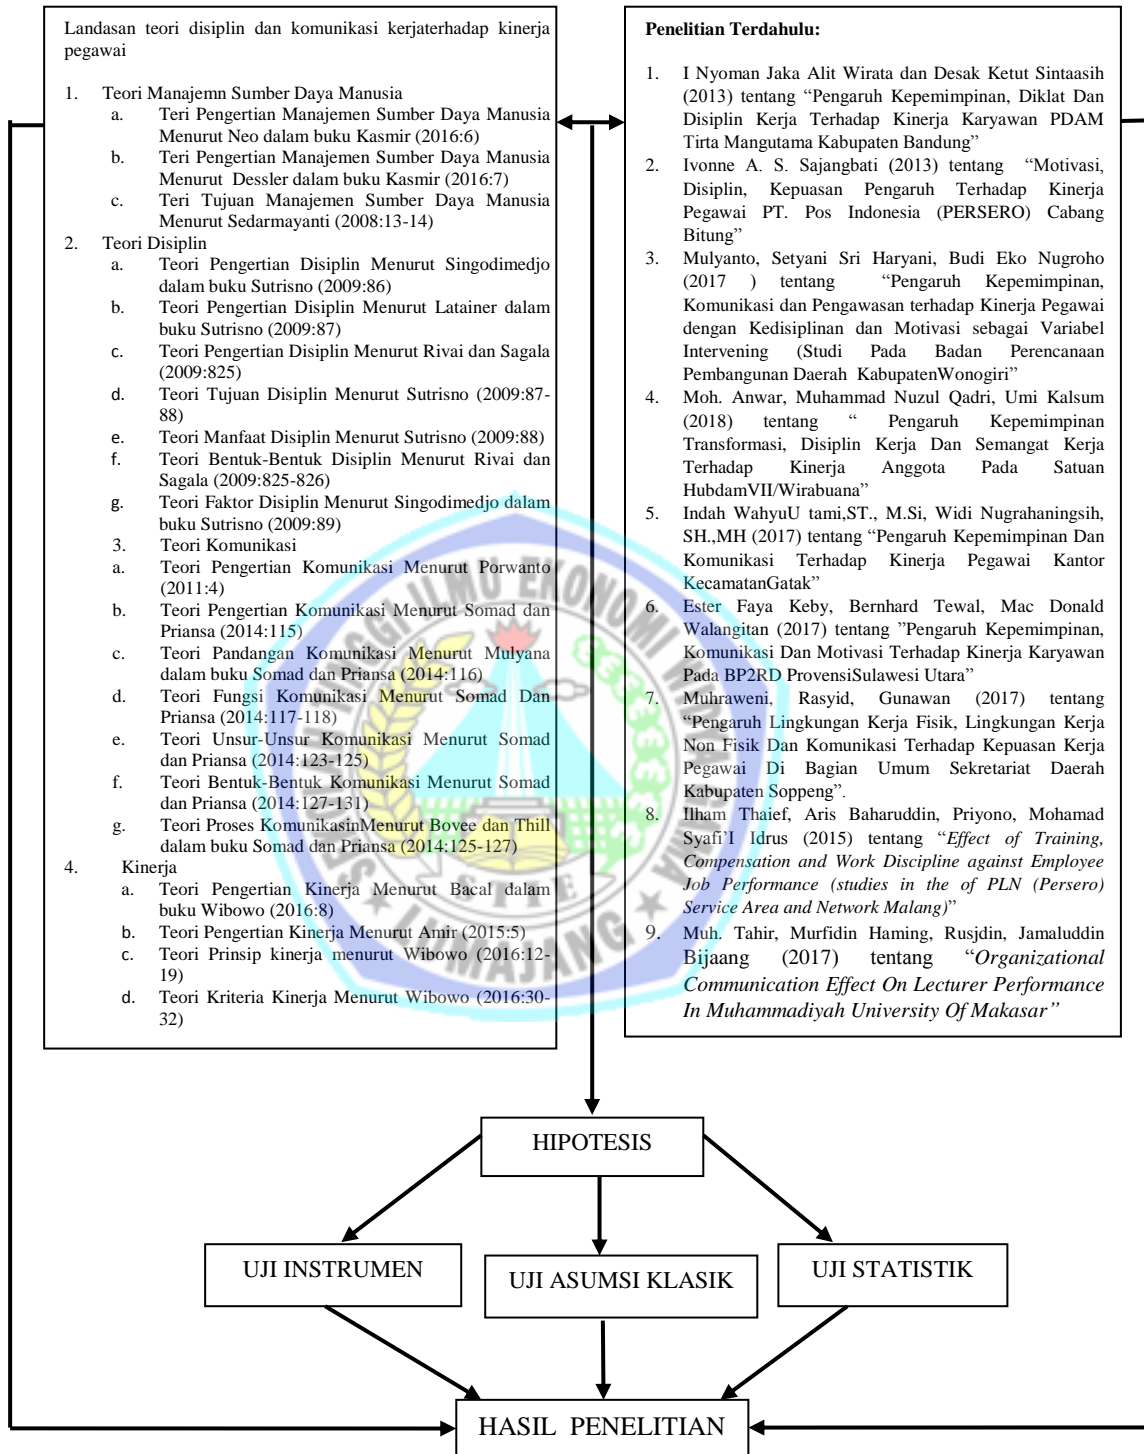 Landasan teori disiplin dan komunikasi kerjaterhadap kinerja
pegawai
1. Teori Manajemn Sumber Daya Manusia
a. Teri Pengertian Manajemen Sumber Daya Manusia
Menurut Neo dalam buku Kasmir (2016:6)
b. Teri Pengertian Manajemen Sumber Daya Manusia
Menurut Dessler dalam buku Kasmir (2016:7)
c. Teri Tujuan Manajemen Sumber Daya Manusia
Menurut Sedarmayanti (2008:13-14)
2. Teori Disiplin
a. Teori Pengertian Disiplin Menurut Singodimedjo
dalam buku Sutrisno (2009:86)
b. Teori Pengertian Disiplin Menurut Latainer dalam
buku Sutrisno (2009:87)
c. Teori Pengertian Disiplin Menurut Rivai dan Sagala
(2009:825)
d. Teori Tujuan Disiplin Menurut Sutrisno (2009:87-
88)
e. Teori Manfaat Disiplin Menurut Sutrisno (2009:88)
f. Teori Bentuk-Bentuk Disiplin Menurut Rivai dan
Sagala (2009:825-826)
g. Teori Faktor Disiplin Menurut Singodimedjo dalam
buku Sutrisno (2009:89)
3. Teori Komunikasi
a. Teori Pengertian Komunikasi Menurut Porwanto
(2011:4)
b. Teori Pengertian Komunikasi Menurut Somad dan
Priansa (2014:115)
c. Teori Pandangan Komunikasi Menurut Mulyana
dalam buku Somad dan Priansa (2014:116)
d. Teori Fungsi Komunikasi Menurut Somad Dan
Priansa (2014:117-118)
e. Teori Unsur-Unsur Komunikasi Menurut Somad
dan Priansa (2014:123-125)
f. Teori Bentuk-Bentuk Komunikasi Menurut Somad
dan Priansa (2014:127-131)
g. Teori Proses KomunikasinMenurut Bovee dan Thill
dalam buku Somad dan Priansa (2014:125-127)
4. Kinerja
a. Teori Pengertian Kinerja Menurut Bacal dalam
buku Wibowo (2016:8)
b. Teori Pengertian Kinerja Menurut Amir (2015:5)
c. Teori Prinsip kinerja menurut Wibowo (2016:12-
19)
d. Teori Kriteria Kinerja Menurut Wibowo (2016:30-
32)
Penelitian Terdahulu:
1. I Nyoman Jaka Alit Wirata dan Desak Ketut Sintaasih
(2013) tentang “Pengaruh Kepemimpinan, Diklat Dan
Disiplin Kerja Terhadap Kinerja Karyawan PDAM
Tirta Mangutama Kabupaten Bandung”
2. Ivonne A. S. Sajangbati (2013) tentang “Motivasi,
Disiplin, Kepuasan Pengaruh Terhadap Kinerja
Pegawai PT. Pos Indonesia (PERSERO) Cabang
Bitung”
3. Mulyanto, Setyani Sri Haryani, Budi Eko Nugroho
(2017 ) tentang “Pengaruh Kepemimpinan,
Komunikasi dan Pengawasan terhadap Kinerja Pegawai
dengan Kedisiplinan dan Motivasi sebagai Variabel
Intervening (Studi Pada Badan Perencanaan
Pembangunan Daerah KabupatenWonogiri”
4. Moh. Anwar, Muhammad Nuzul Qadri, Umi Kalsum
(2018) tentang “ Pengaruh Kepemimpinan
Transformasi, Disiplin Kerja Dan Semangat Kerja
Terhadap Kinerja Anggota Pada Satuan
HubdamVII/Wirabuana”
5. Indah WahyuU tami,ST., M.Si, Widi Nugrahaningsih,
SH.,MH (2017) tentang “Pengaruh Kepemimpinan Dan
Komunikasi Terhadap Kinerja Pegawai Kantor
KecamatanGatak”
6. Ester Faya Keby, Bernhard Tewal, Mac Donald
Walangitan (2017) tentang ”Pengaruh Kepemimpinan,
Komunikasi Dan Motivasi Terhadap Kinerja Karyawan
Pada BP2RD ProvensiSulawesi Utara”
7. Muhraweni, Rasyid, Gunawan (2017) tentang
“Pengaruh Lingkungan Kerja Fisik, Lingkungan Kerja
Non Fisik Dan Komunikasi Terhadap Kepuasan Kerja
Pegawai Di Bagian Umum Sekretariat Daerah
Kabupaten Soppeng”.
8. Ilham Thaief, Aris Baharuddin, Priyono, Mohamad
Syafi’I Idrus (2015) tentang “Effect of Training,
Compensation and Work Discipline against Employee
Job Performance (studies in the of PLN (Persero)
Service Area and Network Malang)”
9. Muh. Tahir, Murfidin Haming, Rusjdin, Jamaluddin
Bijaang (2017) tentang “Organizational
Communication Effect On Lecturer Performance
In Muhammadiyah University Of Makasar”
SEKOLAH TINGGI ILMU EKONOMI WIDYA GAMA
STIE
LUMAJANG
HIPOTESIS
UJI INSTRUMEN
UJI ASUMSI KLASIK
UJI STATISTIK
HASIL PENELITIAN